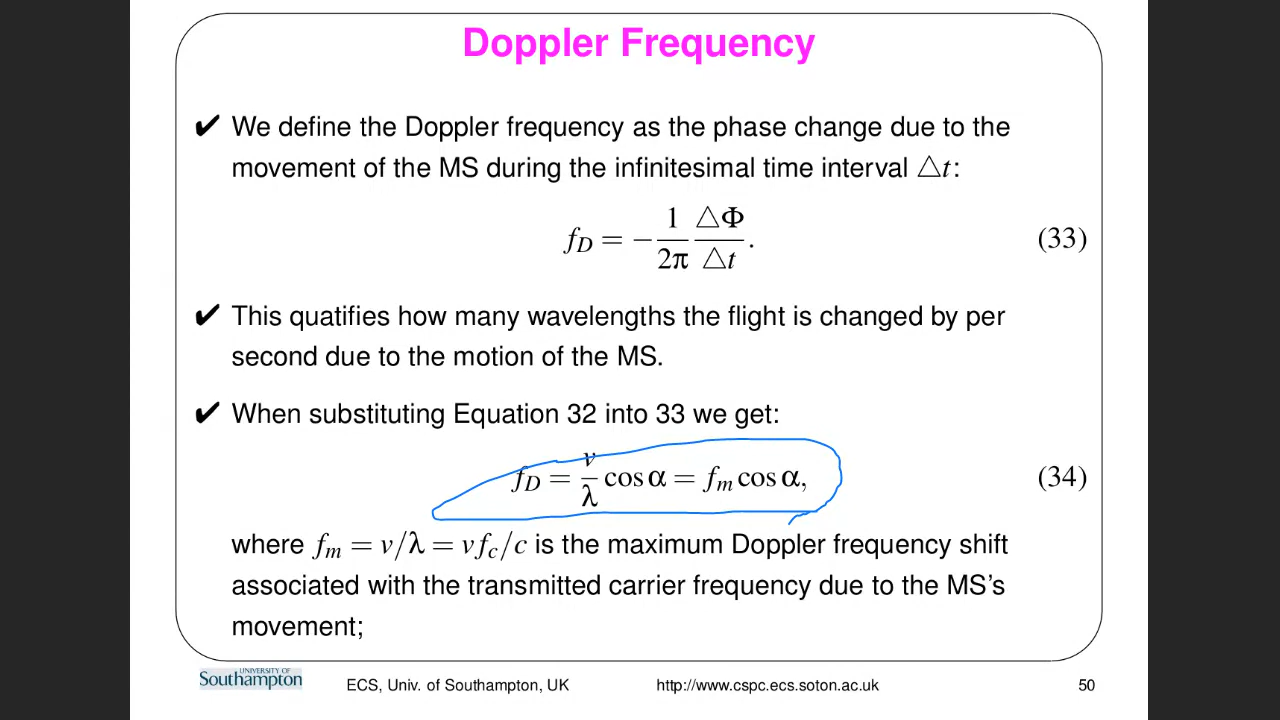 Doppler Frequency
✔ We define the Doppler frequency as the phase change due to the
movement of the MS during the infinitesimal time interval △t:
f_D = −\frac{1}{2π} \frac{△Φ}{△t}. (33)
✔ This quatifies how many wavelengths the flight is changed by per
second due to the motion of the MS.
✔ When substituting Equation 32 into 33 we get:
f_D = \frac{v}{λ} cos α = f_m cos α, (34)
where f_m = v/λ = v f_c/c is the maximum Doppler frequency shift
associated with the transmitted carrier frequency due to the MS's
movement;
UNIVERSITY OF
Southampton
ECS, Univ. of Southampton, UK http://www.cspc.ecs.soton.ac.uk 50